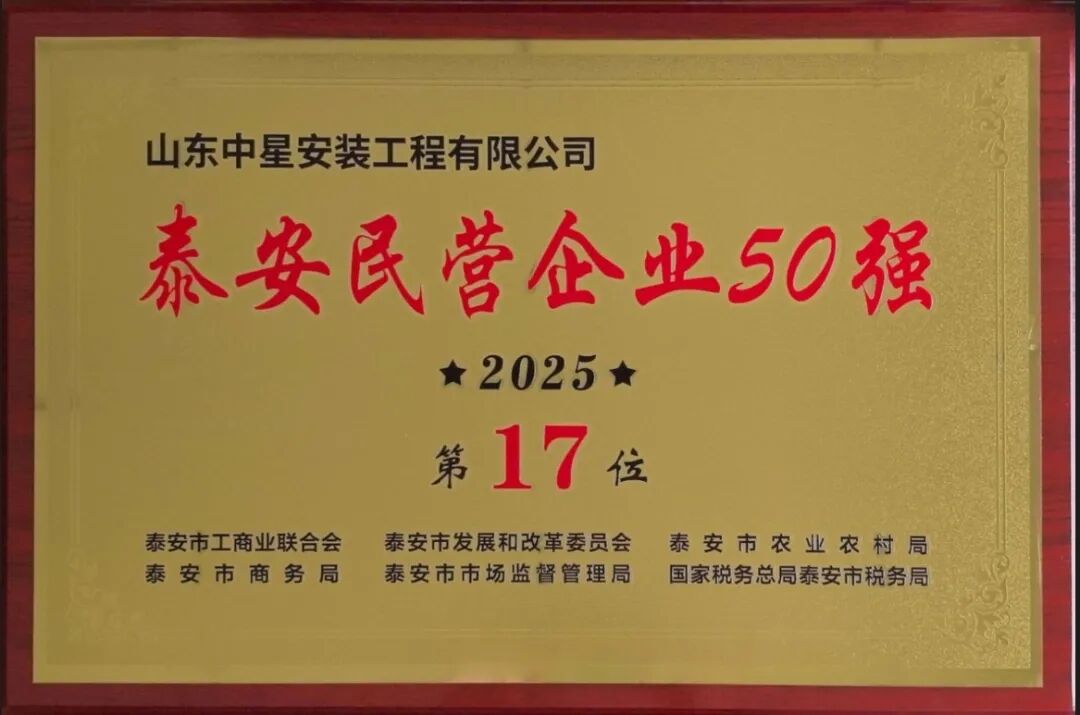 山东中星安装工程有限公司
泰安民营企业50强
★2025★
第17位
泰安市工商业联合会 泰安市发展和改革委员会 泰安市农业农村局
泰安市商务局 泰安市市场监督管理局 国家税务总局泰安市税务局